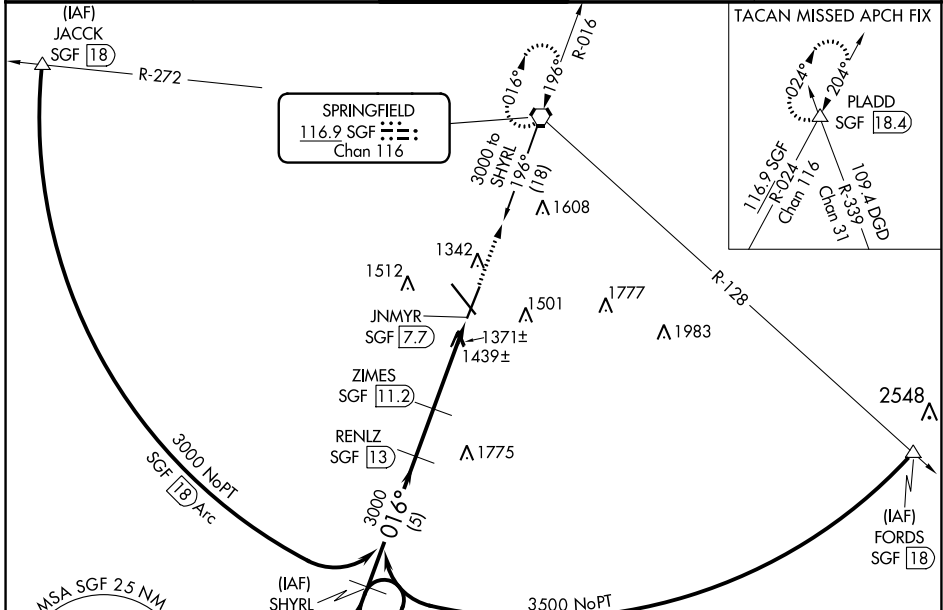 (IAF)
JACCK
SGF 18
R-272
SPRINGFIELD
116.9 SGF
Chan 116
R-016
016°
196°
3000 to
SHYRL
196°
(18)
TACAN MISSED APCH FIX
024°
204°
PLADD
SGF 18.4
116.9 SGF
R-024
Chan 116
109.4 DGD
R-339
Chan 31
1608
1342
1512
R-128
JNMYR
SGF 7.7
1501
1777
1983
1371±
1439±
ZIMES
SGF 11.2
2548
RENLZ
SGF 13
1775
3000 NoPT
SGF 18 Arc
3000
016°
(5)
(IAF)
FORDS
SGF 18
(IAF)
SHYRL
3500 NoPT
MSA SGF 25 NM